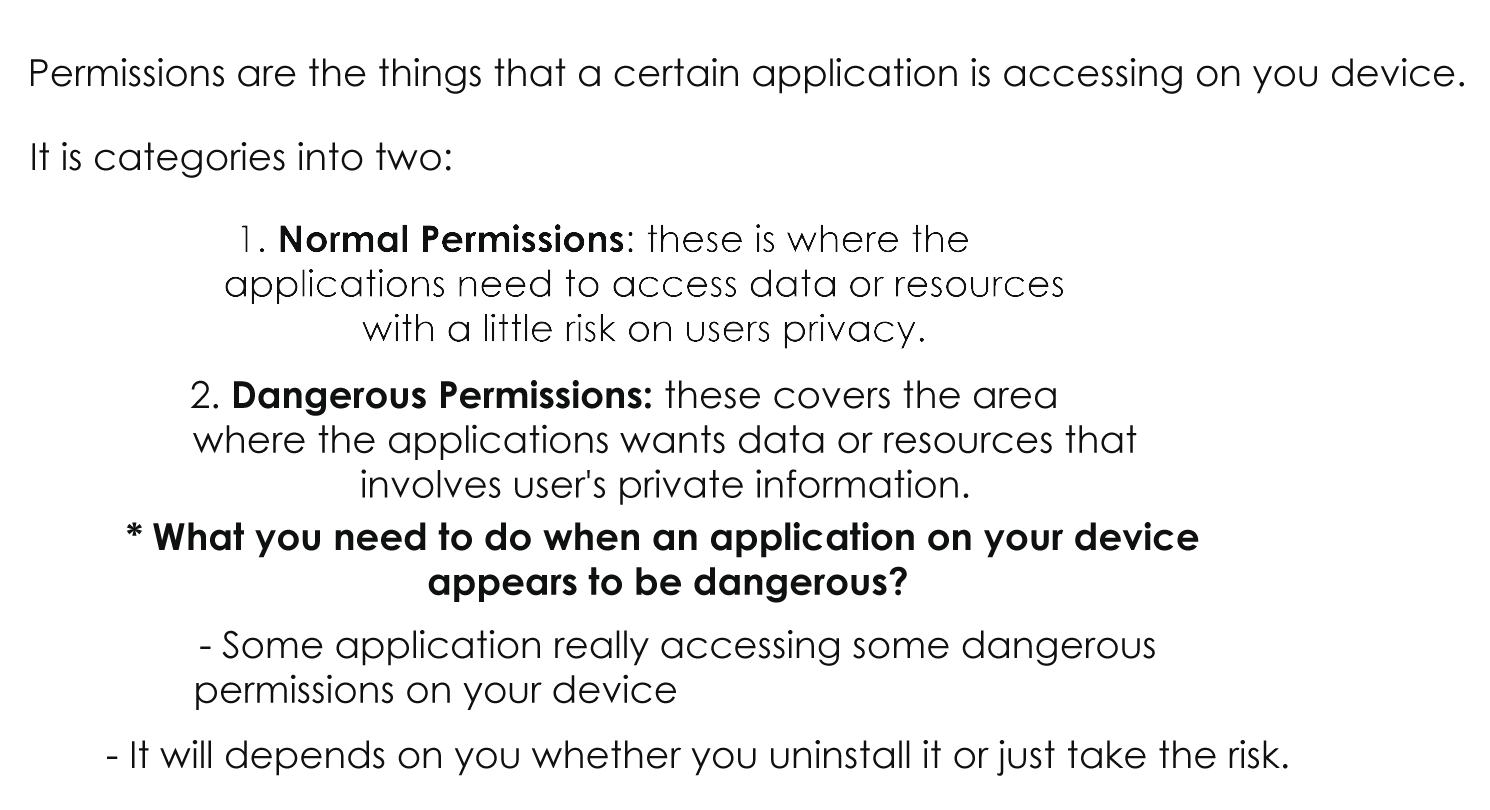 Permissions are the things that a certain application is accessing on you device.
It is categories into two:
1. Normal Permissions: these is where the
applications need to access data or resources
with a little risk on users privacy.
2. Dangerous Permissions: these covers the area
where the applications wants data or resources that
involves user's private information.
* What you need to do when an application on your device
appears to be dangerous?
- Some application really accessing some dangerous
permissions on your device
- It will depends on you whether you uninstall it or just take the risk.